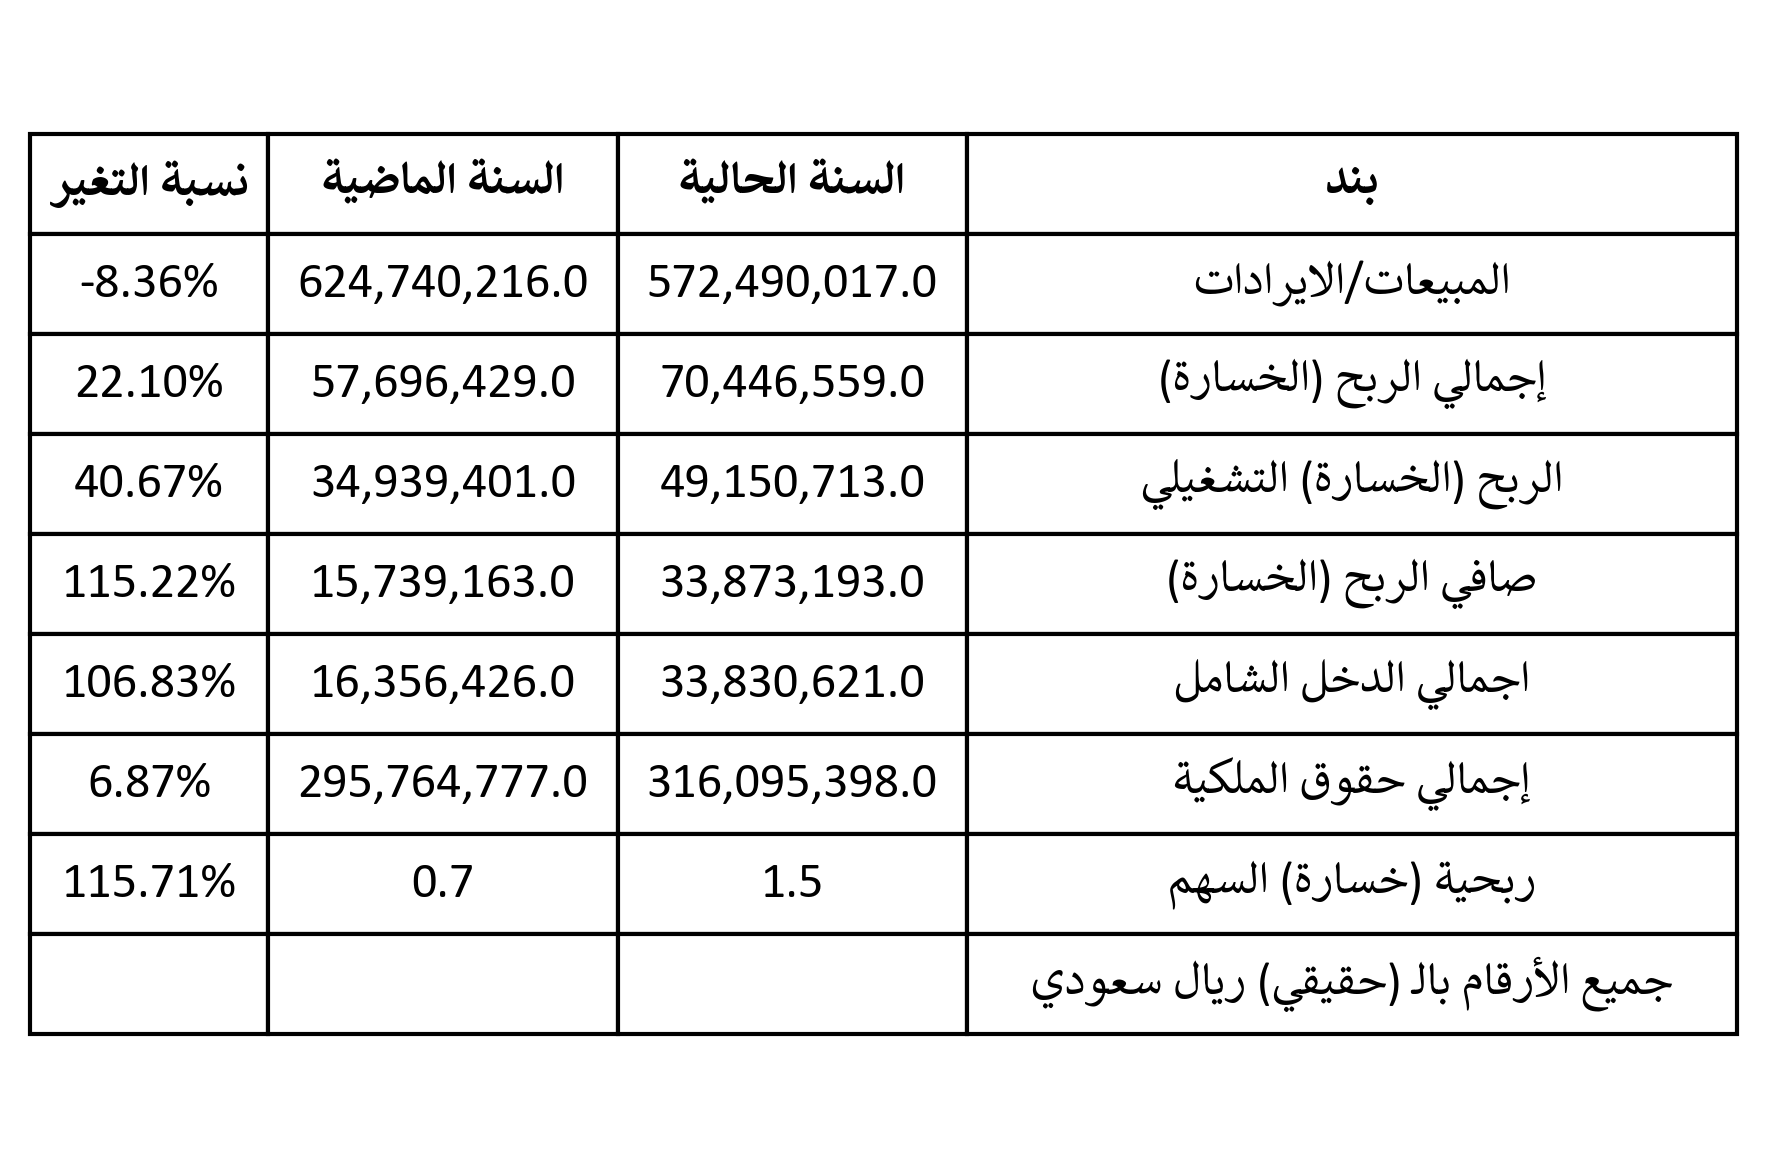 بند السنة الحالية السنة الماضية نسبة التغير
المبيعات/الايرادات 572,490,017.0 624,740,216.0 -8.36%
إجمالي الربح (الخسارة) 70,446,559.0 57,696,429.0 22.10%
الربح (الخسارة) التشغيلي 49,150,713.0 34,939,401.0 40.67%
صافي الربح (الخسارة) 33,873,193.0 15,739,163.0 115.22%
اجمالي الدخل الشامل 33,830,621.0 16,356,426.0 106.83%
إجمالي حقوق الملكية 316,095,398.0 295,764,777.0 6.87%
ربحية (خسارة) السهم 1.5 0.7 115.71%
جميع الأرقام بالـ (حقيقي) ريال سعودي